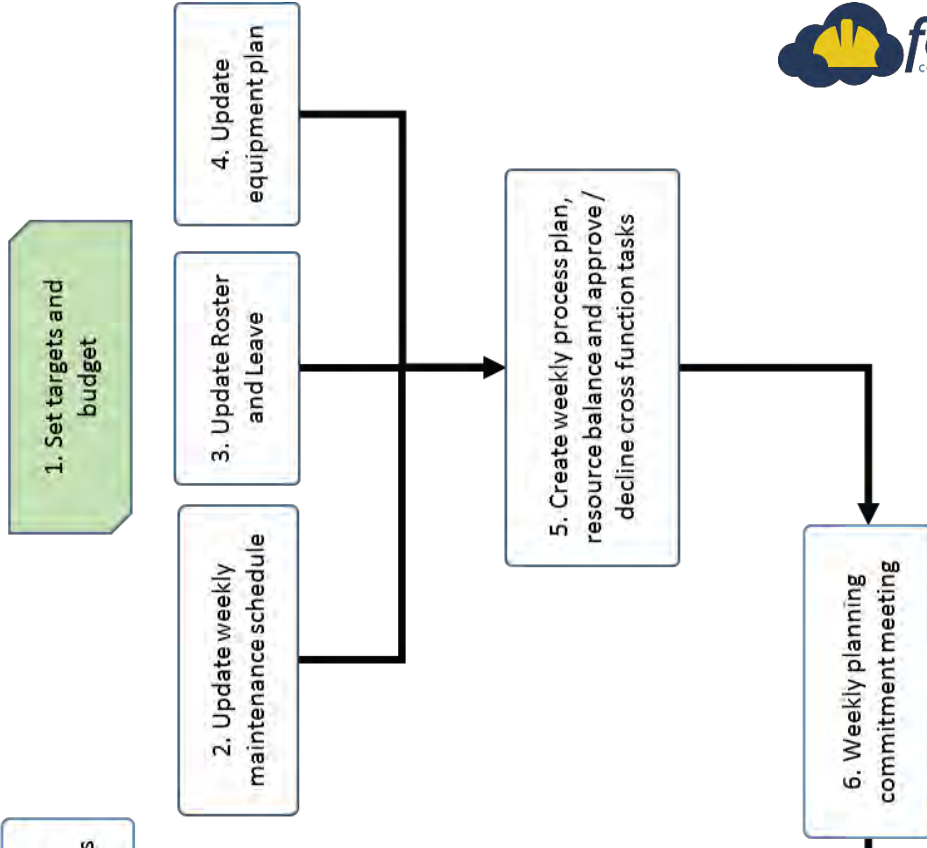 1. Set targets and
budget
2. Update weekly
maintenance schedule
3. Update Roster
and Leave
4. Update
equipment plan
5. Create weekly process plan,
resource balance and approve /
decline cross function tasks
6. Weekly planning
commitment meeting